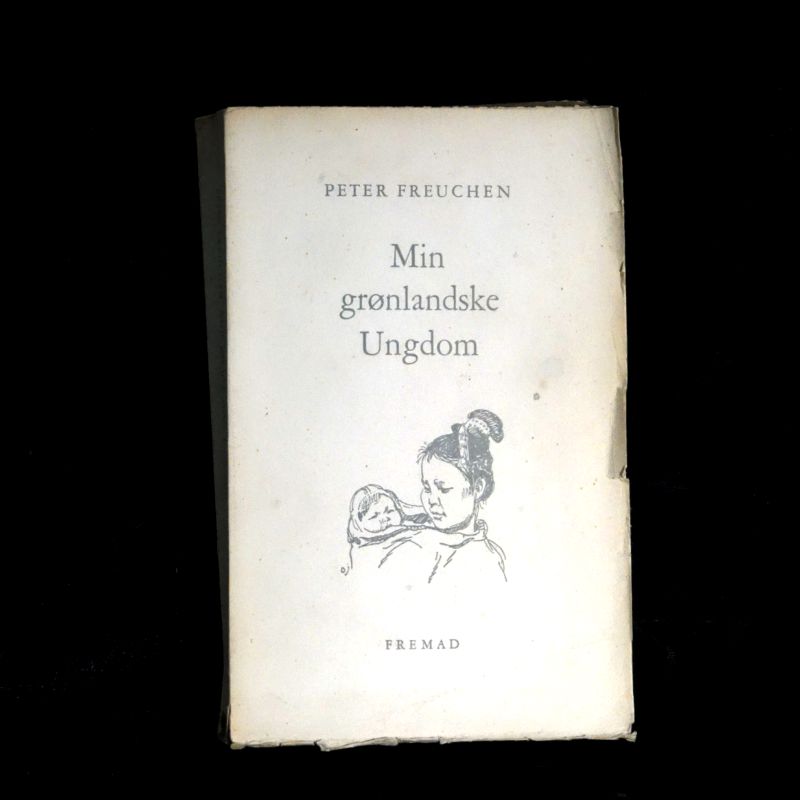 PETER FREUCHEN
Min
grønlandske
Ungdom
FREMAD